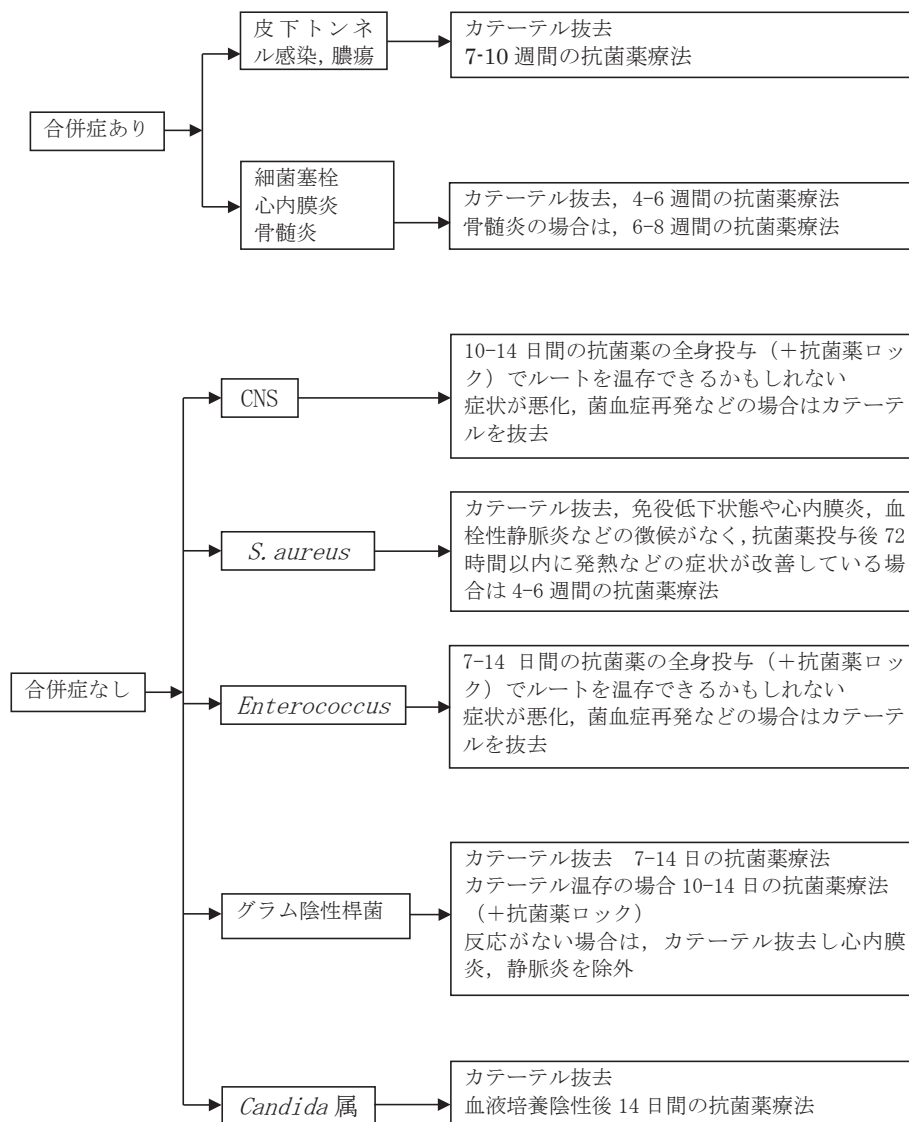 合併症あり
皮下トンネ
ル感染,膿瘍
カテーテル抜去
7-10 週間の抗菌薬療法
細菌塞栓
心内膜炎
骨髄炎
カテーテル抜去，4-6 週間の抗菌薬療法
骨髄炎の場合は，6-8 週間の抗菌薬療法
合併症なし
CNS
10-14 日間の抗菌薬の全身投与（＋抗菌薬ロッ
ク）でルートを温存できるかもしれない
症状が悪化，菌血症再発などの場合はカテーテ
ルを抜去
S.aureus
カテーテル抜去，免疫低下状態や心内膜炎，血
栓性静脈炎などの徴候がなく,抗菌薬投与後 72
時間以内に発熱などの症状が改善している場
合は 4-6 週間の抗菌薬療法
Enterococcus
7-14 日間の抗菌薬の全身投与（＋抗菌薬ロッ
ク）でルートを温存できるかもしれない
症状が悪化，菌血症再発などの場合はカテーテ
ルを抜去
グラム陰性桿菌
カテーテル抜去　7-14 日の抗菌薬療法
カテーテル温存の場合 10-14 日の抗菌薬療法
（＋抗菌薬ロック）
反応がない場合は，カテーテル抜去し心内膜
炎，静脈炎を除外
Candida 属
カテーテル抜去
血液培養陰性後 14 日間の抗菌薬療法